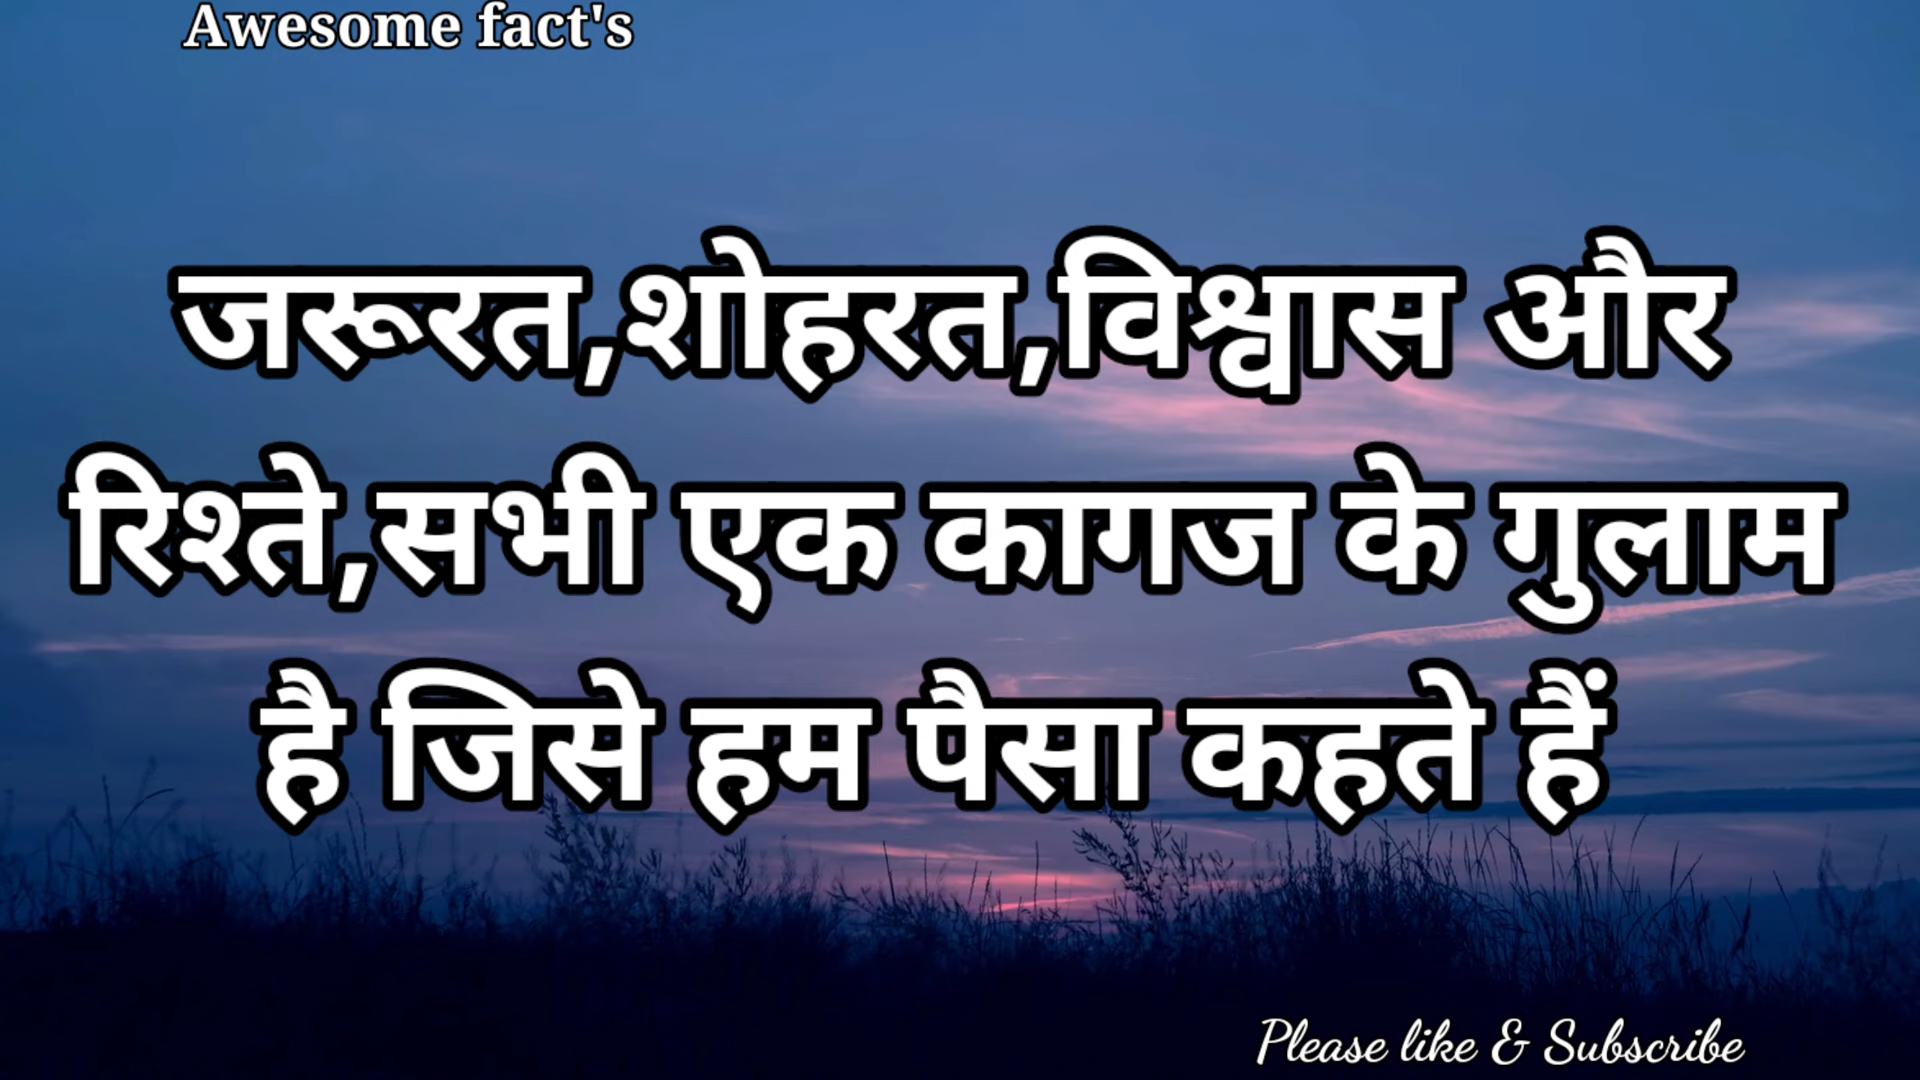 Awesome fact's
जरूरत,शोहरत,विश्वास और
रिश्ते,सभी एक कागज के गुलाम
है जिसे हम पैसा कहते हैं
Please like & Subscribe